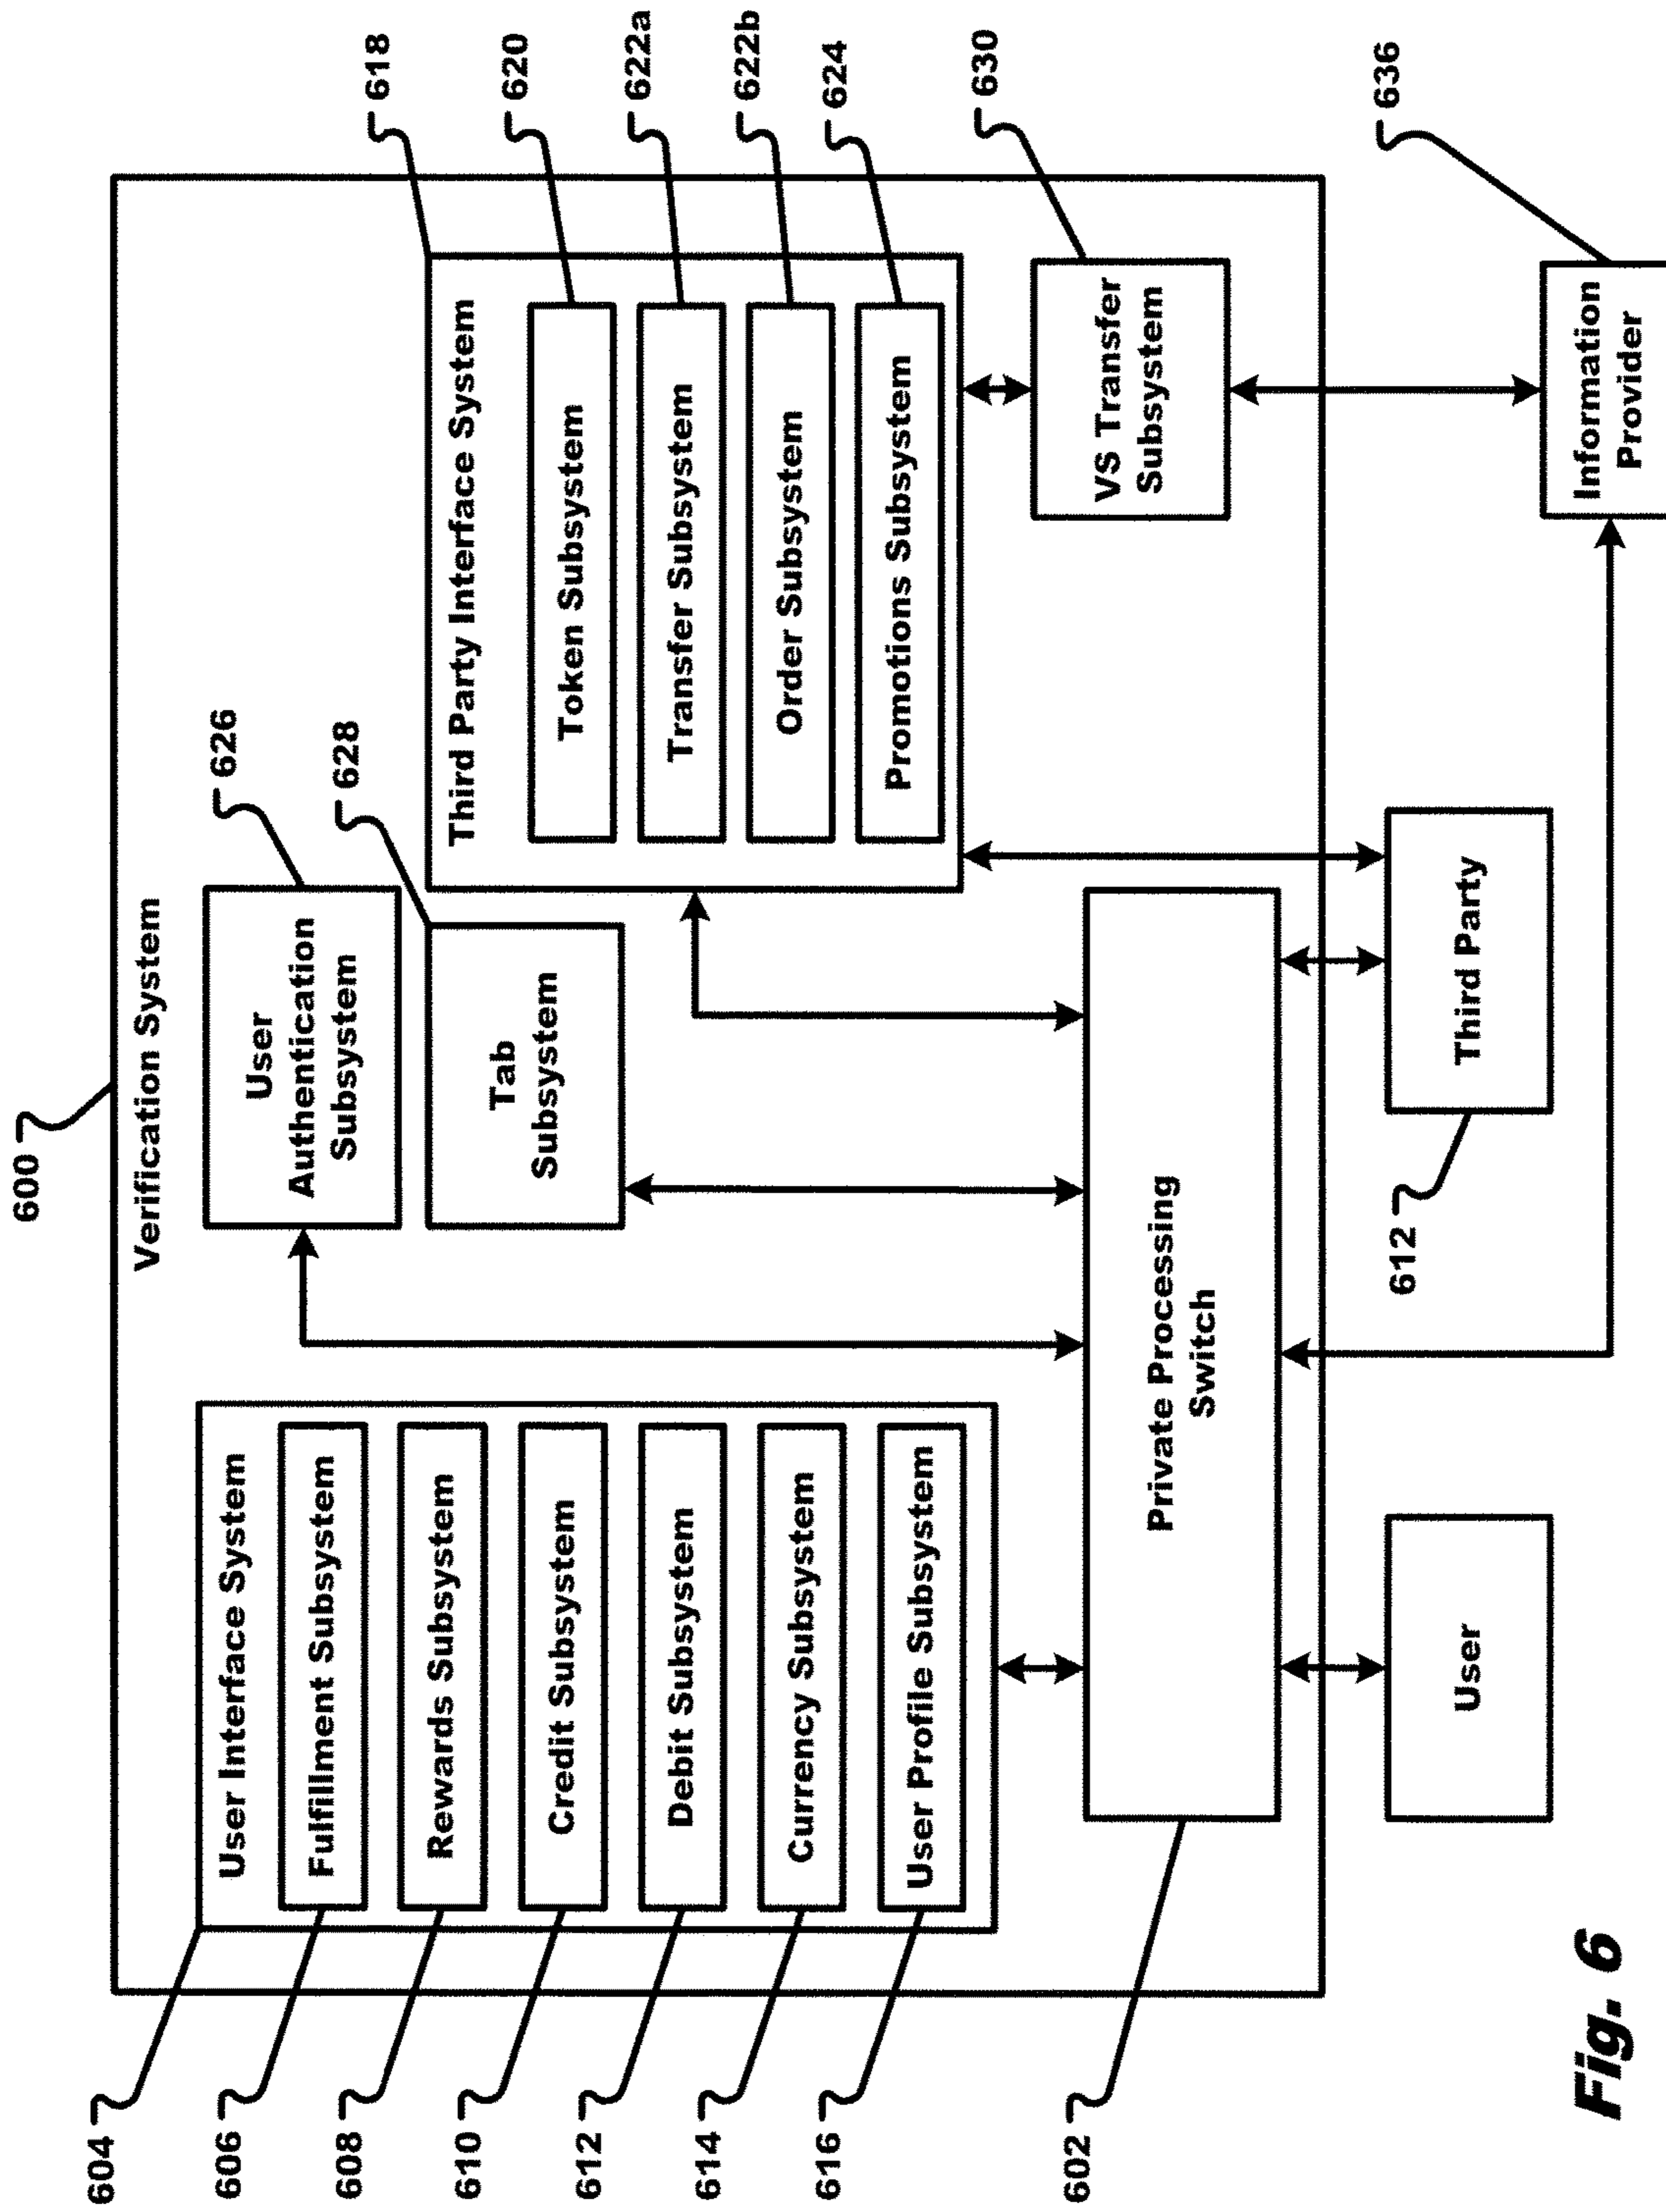 600
Verification System
604
User Interface System
606
Fulfillment Subsystem
608
Rewards Subsystem
610
Credit Subsystem
612
Debit Subsystem
614
Currency Subsystem
616
User Profile Subsystem
User
Authentication
Subsystem
626
Tab
Subsystem
628
Third Party Interface System
618
Token Subsystem
620
Transfer Subsystem
622a
Order Subsystem
622b
Promotions Subsystem
624
VS Transfer
Subsystem
630
602
Private Processing
Switch
User
612
Third Party
Information
Provider
636
Fig. 6